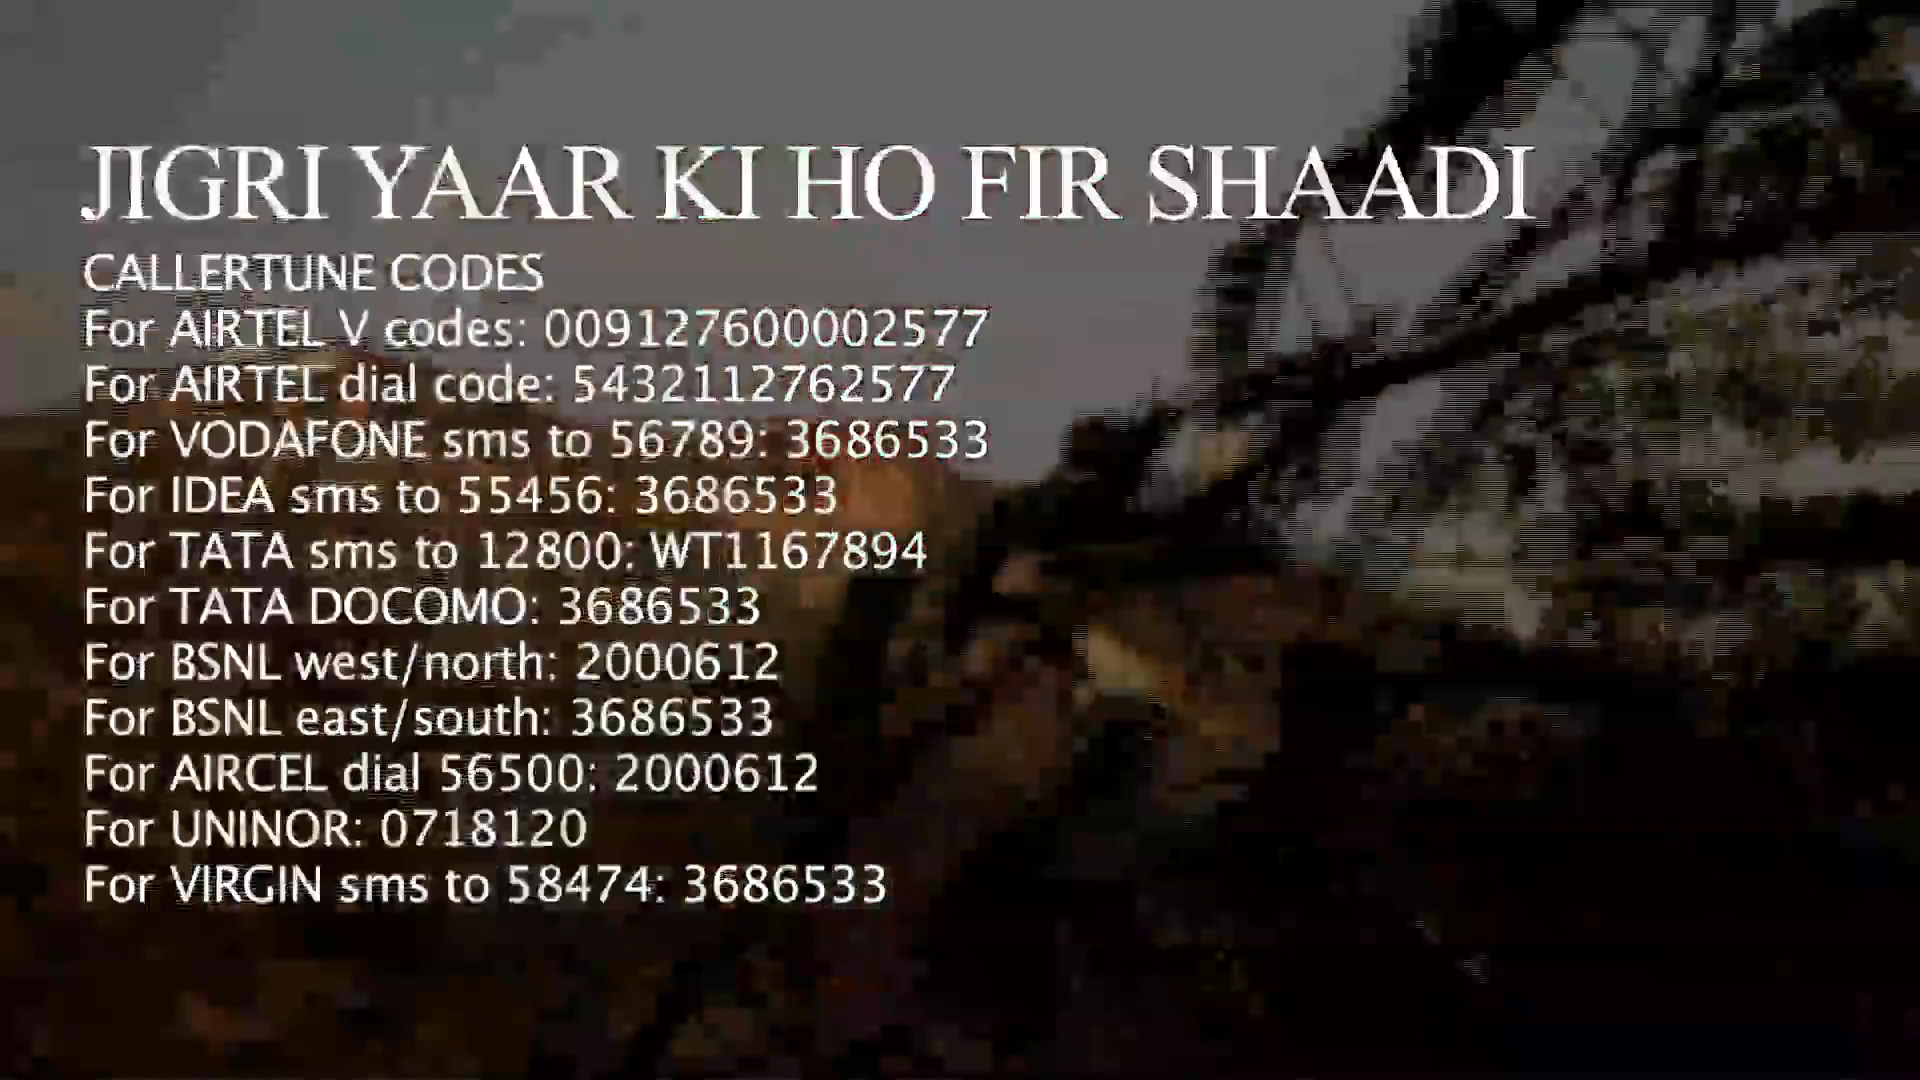 JIGRI YAAR KI HO FIR SHAADI
CALLERTUNE CODES
For AIRTEL V codes: 009127600002577
For AIRTEL dial code: 5432112762577
For VODAFONE sms to 56789: 3686533
For IDEA sms to 55456: 3686533
For TATA sms to 12800: WT1167894
For TATA DOCOMO: 3686533
For BSNL west/north: 2000612
For BSNL east/south: 3686533
For AIRCEL dial 56500: 2000612
For UNINOR: 0718120
For VIRGIN sms to 58474: 3686533